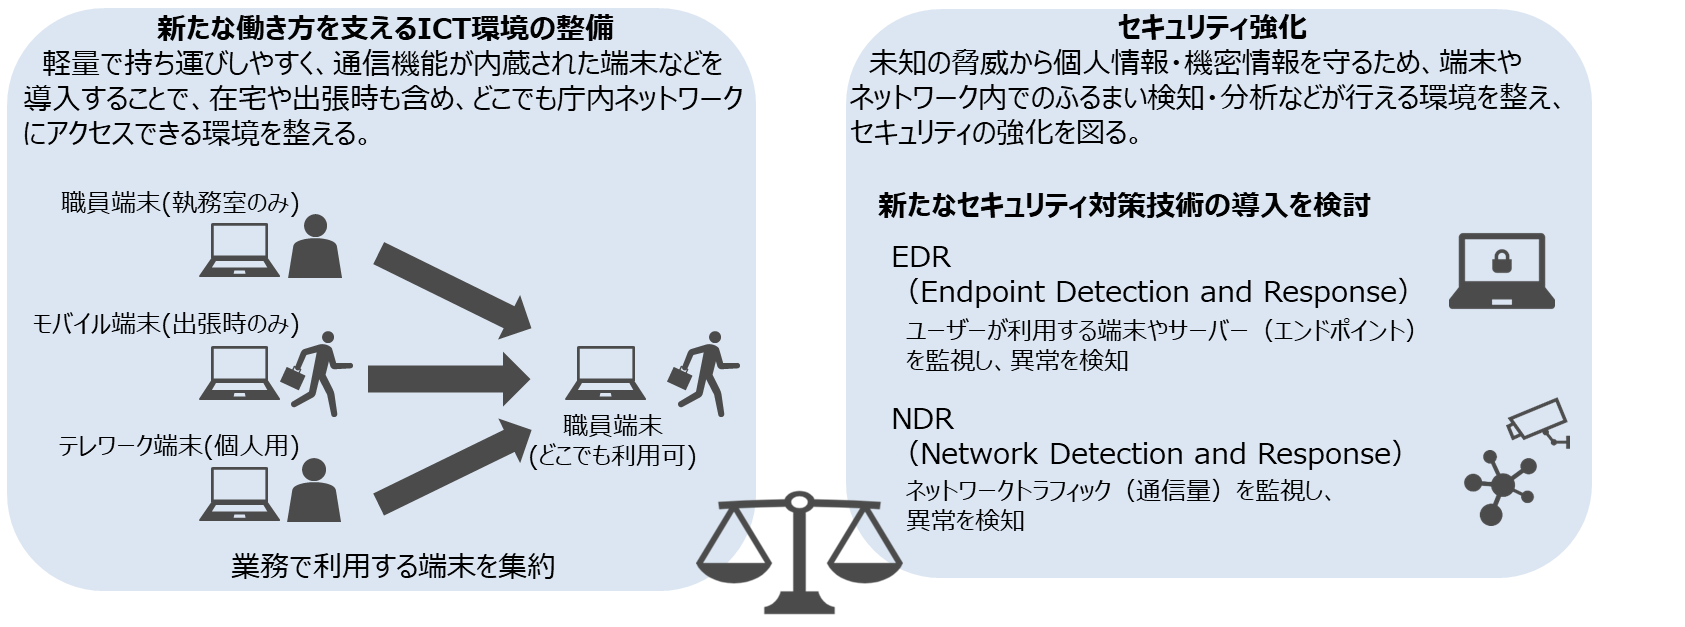 新たな働き方を支えるICT環境の整備
軽量で持ち運びしやすく、通信機能が内蔵された端末などを
導入することで、在宅や出張時も含め、どこでも庁内ネットワーク
にアクセスできる環境を整える。
職員端末(執務室のみ)
モバイル端末(出張時のみ)
テレワーク端末(個人用)
職員端末
(どこでも利用可)
業務で利用する端末を集約
セキュリティ強化
未知の脅威から個人情報・機密情報を守るため、端末や
ネットワーク内でのふるまい検知・分析などが行える環境を整え、
セキュリティの強化を図る。
新たなセキュリティ対策技術の導入を検討
EDR
（Endpoint Detection and Response）
ユーザーが利用する端末やサーバー（エンドポイント）
を監視し、異常を検知
NDR
（Network Detection and Response）
ネットワークトラフィック（通信量）を監視し、
異常を検知